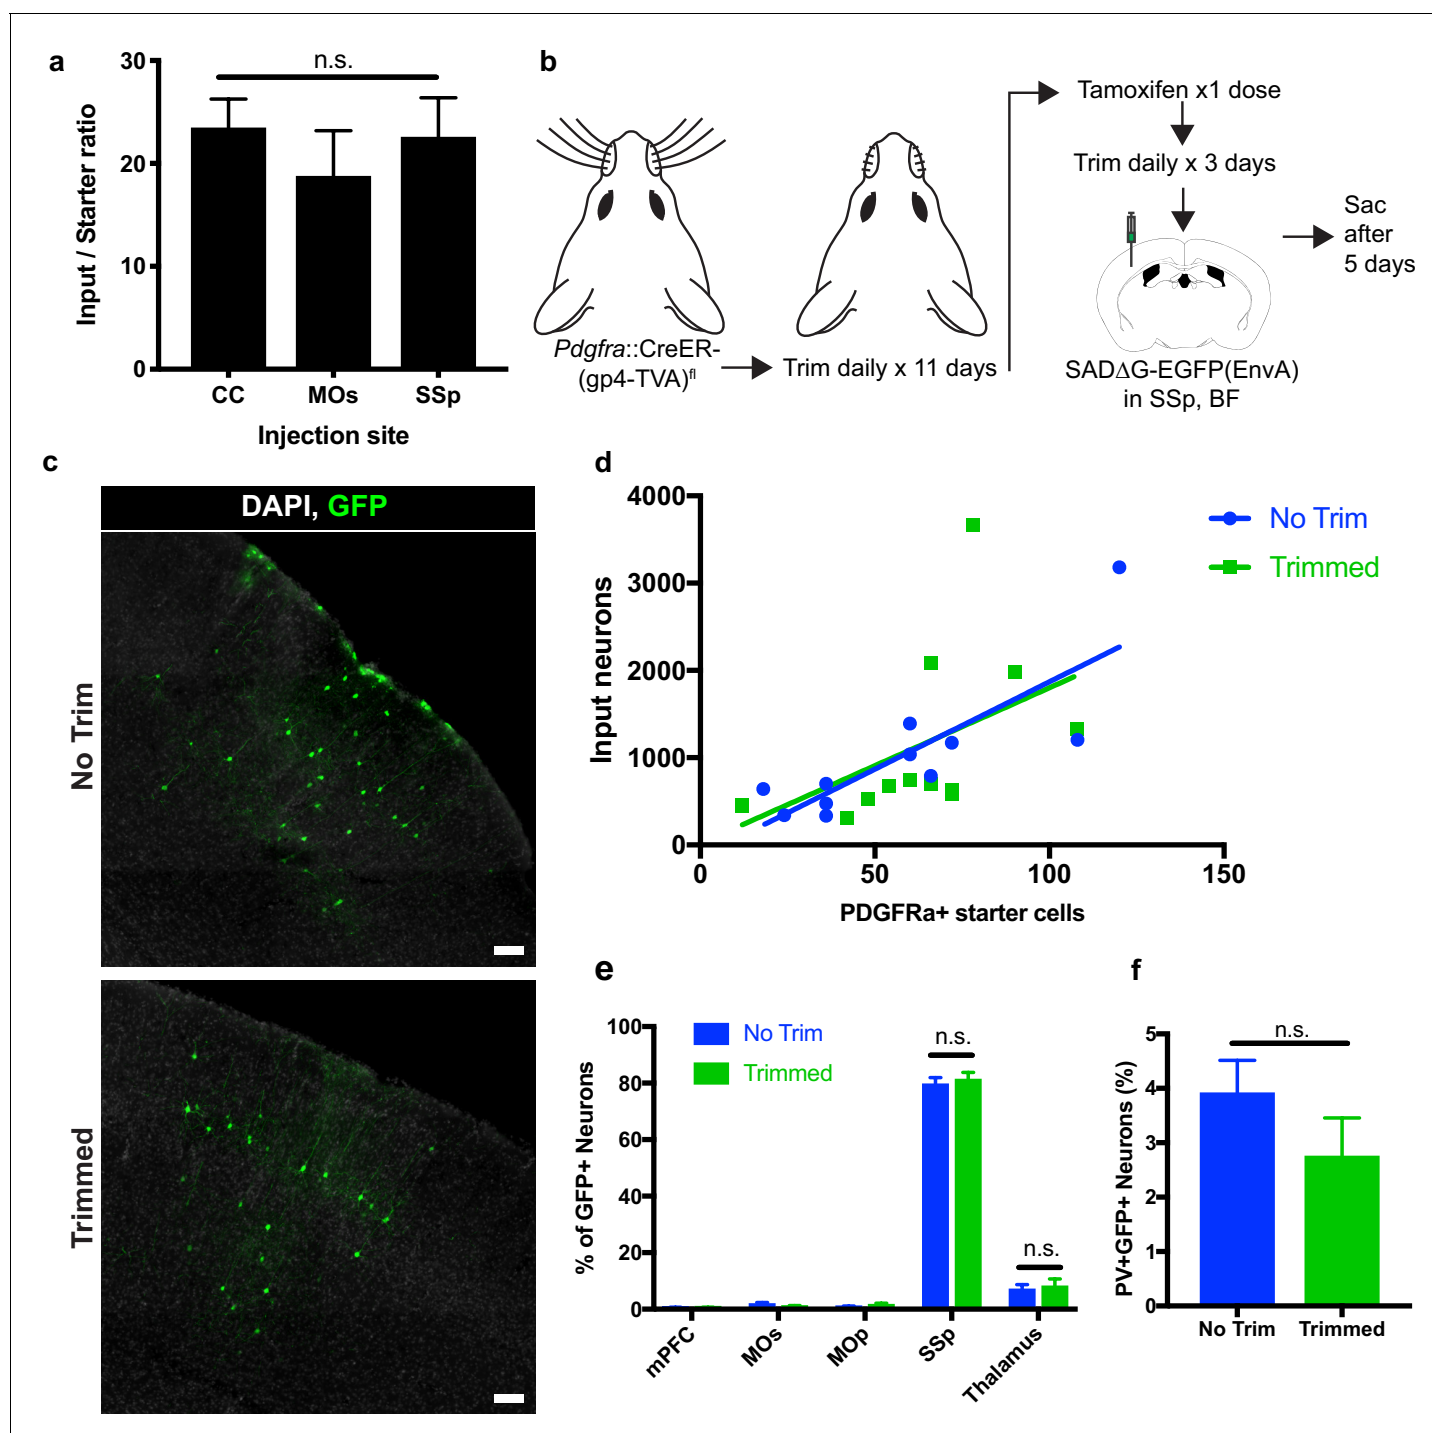 a
30
20
10
0
Input / Starter ratio
n.s.
CC MOs SSp
Injection site
b
Pdgfra::CreER-
(gp4-TVA)fl
Trim daily x 11 days
Tamoxifen x1 dose
Trim daily x 3 days
SADΔG-EGFP(EnvA)
in SSp, BF
Sac
after
5 days
c
DAPI, GFP
No Trim
Trimmed
d
4000
3000
2000
1000
0
Input neurons
0 50 100 150
PDGFRa+ starter cells
No Trim
Trimmed
e
100
80
60
40
20
0
% of GFP+ Neurons
No Trim
Trimmed
n.s.
n.s.
mPFC MOs MOp SSp Thalamus
f
5
4
3
2
1
0
PV+GFP+ Neurons (%)
n.s.
No Trim Trimmed